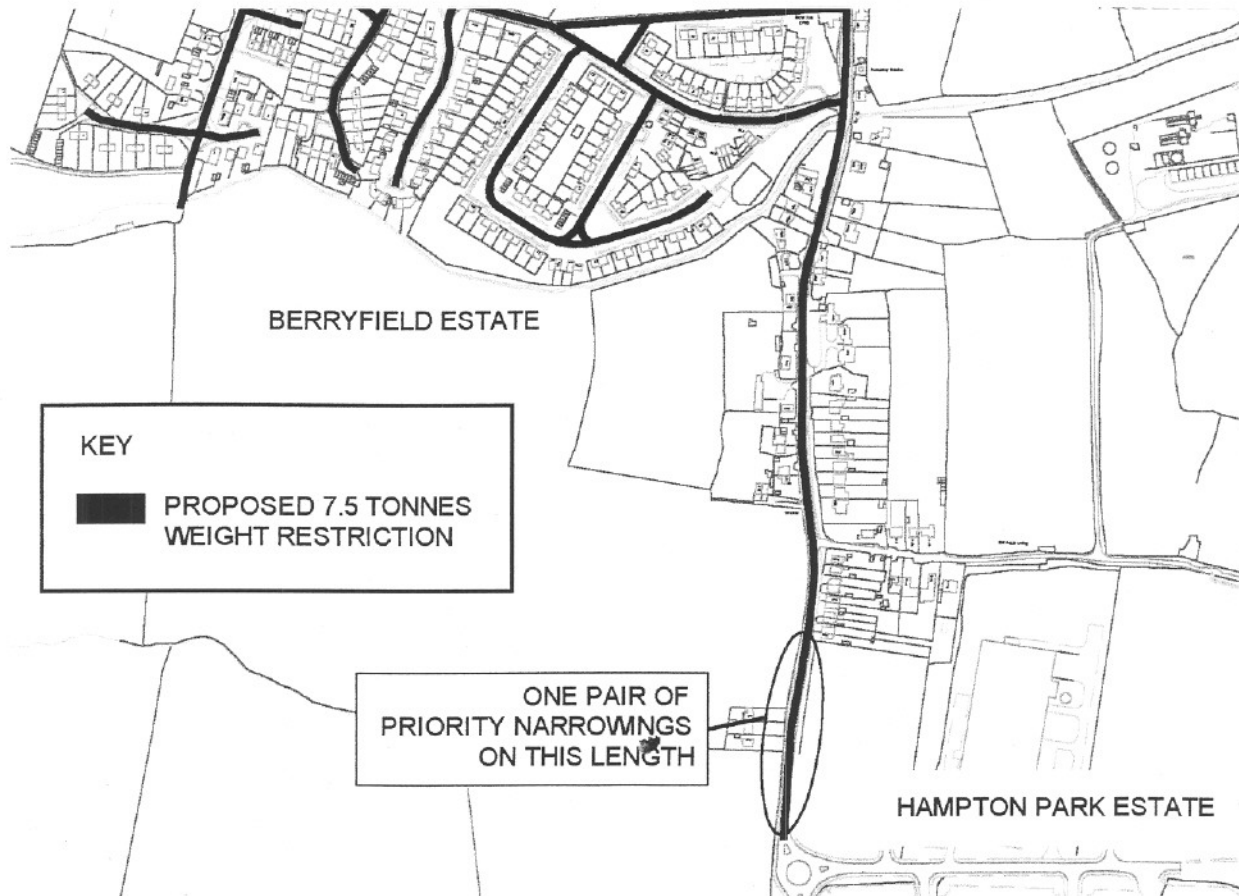 BERRYFIELD ESTATE
KEY
PROPOSED 7.5 TONNES
WEIGHT RESTRICTION
ONE PAIR OF
PRIORITY NARROWINGS
ON THIS LENGTH
HAMPTON PARK ESTATE